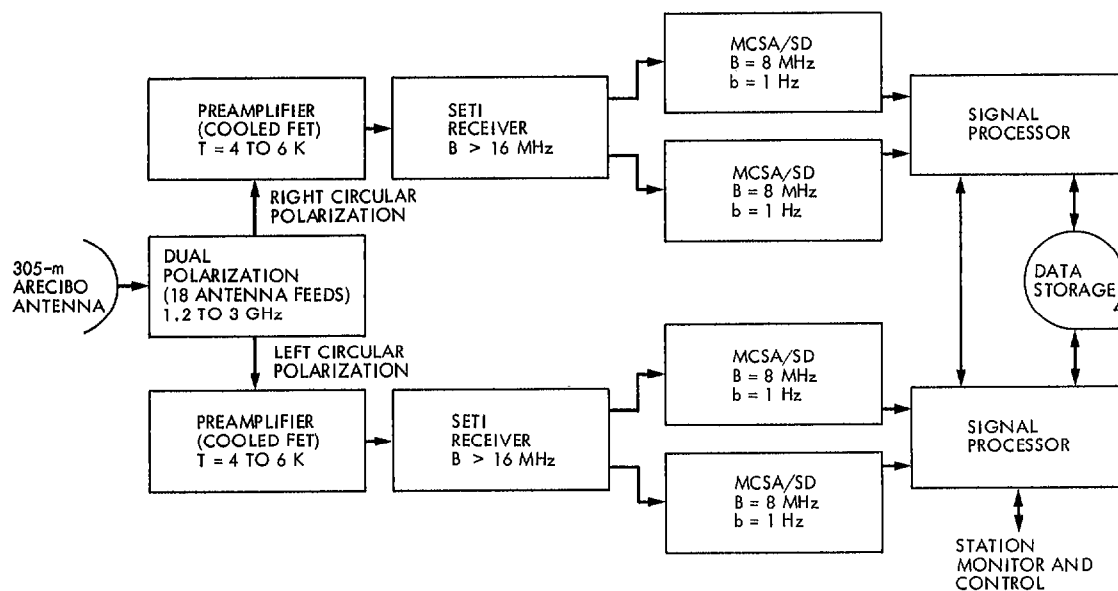 305-m
ARECIBO
ANTENNA
DUAL
POLARIZATION
(18 ANTENNA FEEDS)
1.2 TO 3 GHz
RIGHT CIRCULAR
POLARIZATION
PREAMPLIFIER
(COOLED FET)
T = 4 TO 6 K
SETI
RECEIVER
B > 16 MHz
MCSA/SD
B = 8 MHz
b = 1 Hz
MCSA/SD
B = 8 MHz
b = 1 Hz
SIGNAL
PROCESSOR
DATA
STORAGE
LEFT CIRCULAR
POLARIZATION
PREAMPLIFIER
(COOLED FET)
T = 4 TO 6 K
SETI
RECEIVER
B > 16 MHz
MCSA/SD
B = 8 MHz
b = 1 Hz
MCSA/SD
B = 8 MHz
b = 1 Hz
SIGNAL
PROCESSOR
STATION
MONITOR AND
CONTROL